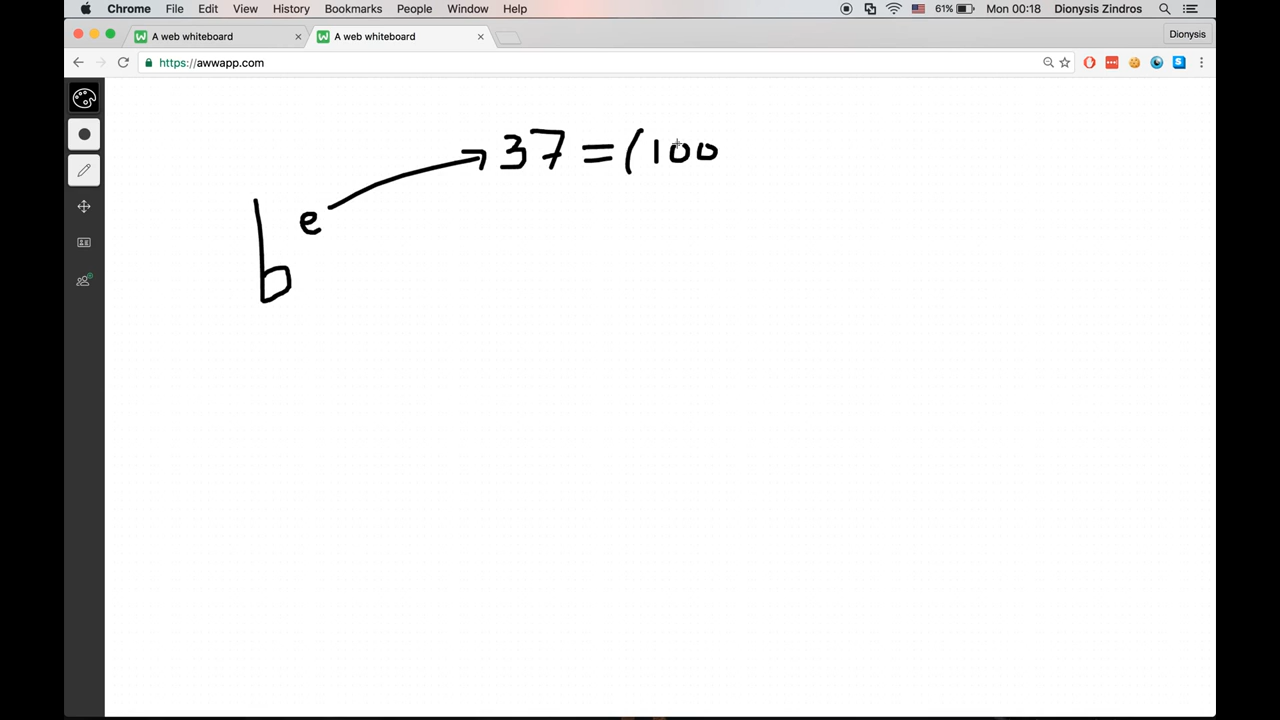 Chrome File Edit View History Bookmarks People Window Help 61% Mon 00:18 Dionysis Zindros
A web whiteboard A web whiteboard Dionysis
https://awwapp.com
37 = (100
e
b